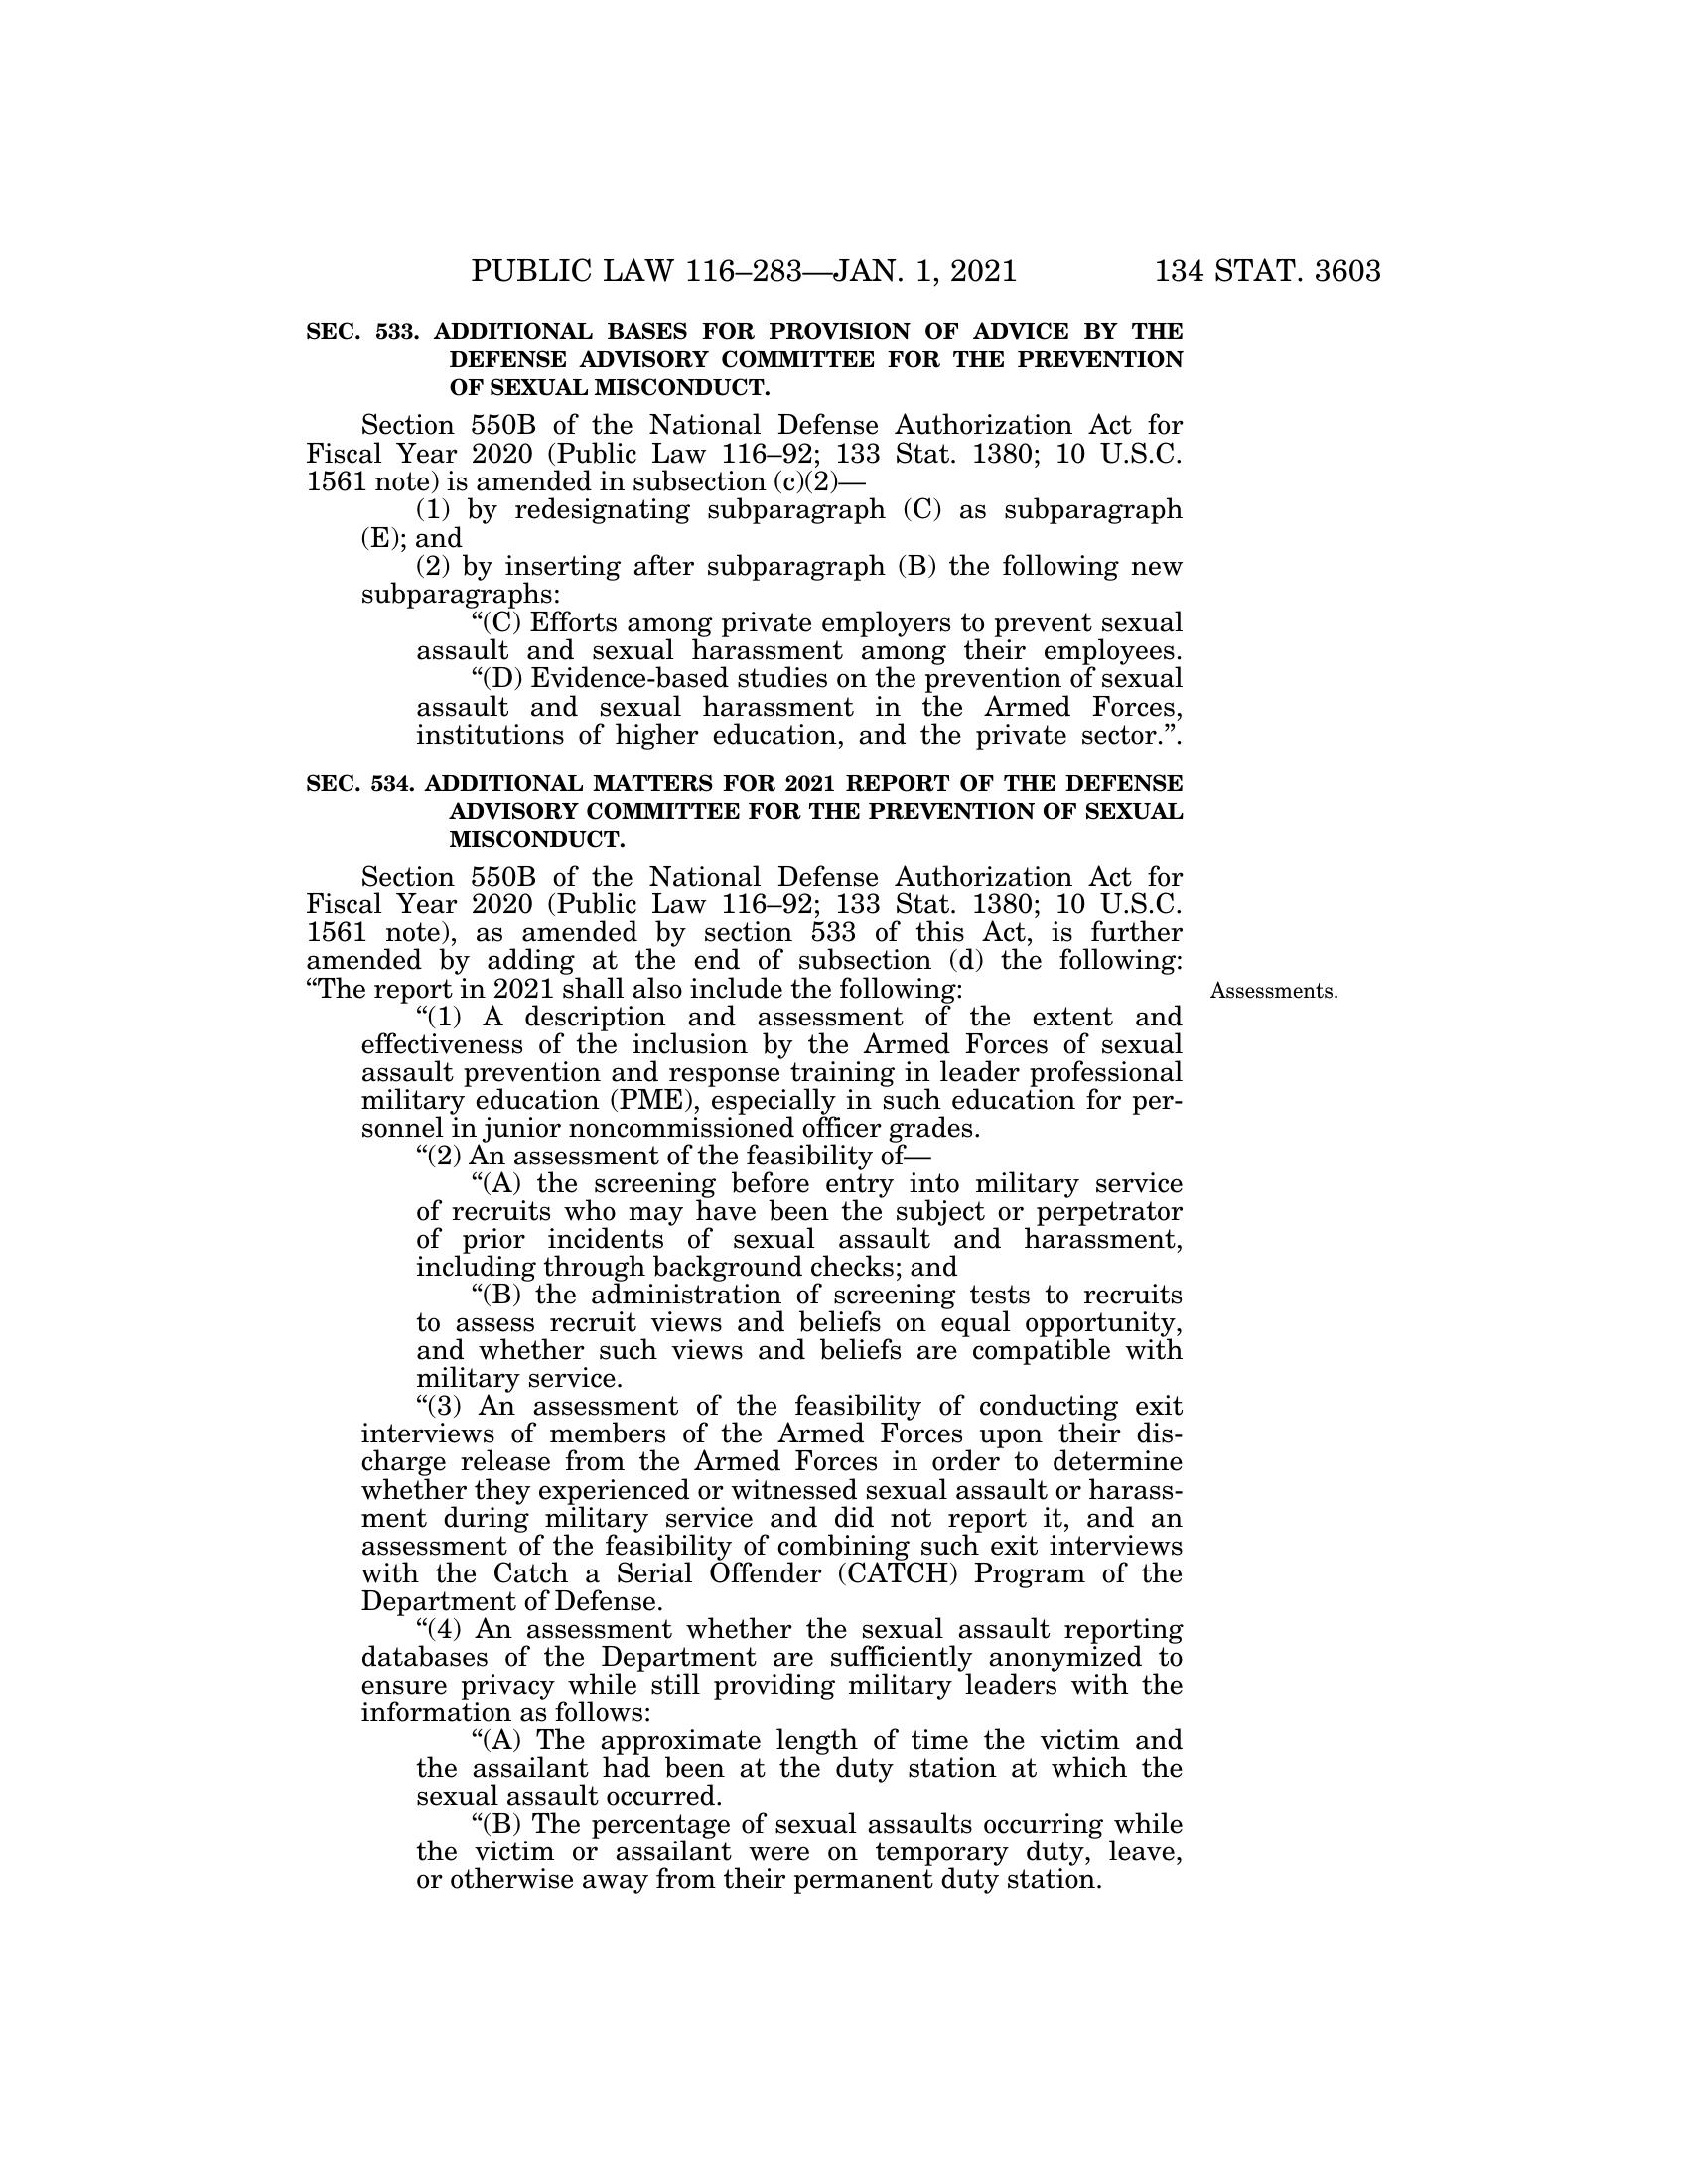 PUBLIC LAW 116–283—JAN. 1, 2021 134 STAT. 3603
SEC. 533. ADDITIONAL BASES FOR PROVISION OF ADVICE BY THE
DEFENSE ADVISORY COMMITTEE FOR THE PREVENTION
OF SEXUAL MISCONDUCT.
Section 550B of the National Defense Authorization Act for
Fiscal Year 2020 (Public Law 116–92; 133 Stat. 1380; 10 U.S.C.
1561 note) is amended in subsection (c)(2)—
(1) by redesignating subparagraph (C) as subparagraph
(E); and
(2) by inserting after subparagraph (B) the following new
subparagraphs:
“(C) Efforts among private employers to prevent sexual
assault and sexual harassment among their employees.
“(D) Evidence-based studies on the prevention of sexual
assault and sexual harassment in the Armed Forces,
institutions of higher education, and the private sector.”.
SEC. 534. ADDITIONAL MATTERS FOR 2021 REPORT OF THE DEFENSE
ADVISORY COMMITTEE FOR THE PREVENTION OF SEXUAL
MISCONDUCT.
Section 550B of the National Defense Authorization Act for
Fiscal Year 2020 (Public Law 116–92; 133 Stat. 1380; 10 U.S.C.
1561 note), as amended by section 533 of this Act, is further
amended by adding at the end of subsection (d) the following:
“The report in 2021 shall also include the following:
Assessments.
“(1) A description and assessment of the extent and
effectiveness of the inclusion by the Armed Forces of sexual
assault prevention and response training in leader professional
military education (PME), especially in such education for per-
sonnel in junior noncommissioned officer grades.
“(2) An assessment of the feasibility of—
“(A) the screening before entry into military service
of recruits who may have been the subject or perpetrator
of prior incidents of sexual assault and harassment,
including through background checks; and
“(B) the administration of screening tests to recruits
to assess recruit views and beliefs on equal opportunity,
and whether such views and beliefs are compatible with
military service.
“(3) An assessment of the feasibility of conducting exit
interviews of members of the Armed Forces upon their dis-
charge release from the Armed Forces in order to determine
whether they experienced or witnessed sexual assault or harass-
ment during military service and did not report it, and an
assessment of the feasibility of combining such exit interviews
with the Catch a Serial Offender (CATCH) Program of the
Department of Defense.
“(4) An assessment whether the sexual assault reporting
databases of the Department are sufficiently anonymized to
ensure privacy while still providing military leaders with the
information as follows:
“(A) The approximate length of time the victim and
the assailant had been at the duty station at which the
sexual assault occurred.
“(B) The percentage of sexual assaults occurring while
the victim or assailant were on temporary duty, leave,
or otherwise away from their permanent duty station.